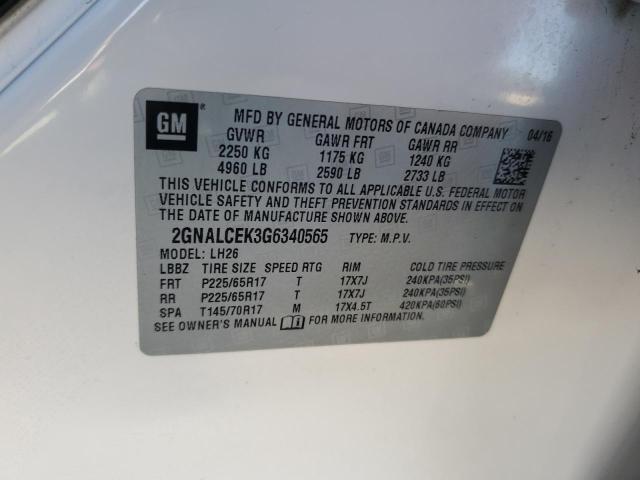 GM ®
MFD BY GENERAL MOTORS OF CANADA COMPANY 04/16
GVWR GAWR FRT GAWR RR
2250 KG 1175 KG 1240 KG
4960 LB 2590 LB 2733 LB
THIS VEHICLE CONFORMS TO ALL APPLICABLE U.S. FEDERAL MOTOR
VEHICLE SAFETY AND THEFT PREVENTION STANDARDS IN EFFECT ON
THE DATE OF MANUFACTURE SHOWN ABOVE.
2GNALCEK3G6340565 TYPE: M.P.V.
MODEL: LH26
LBBZ TIRE SIZE SPEED RTG RIM COLD TIRE PRESSURE
FRT P225/65R17 T 17X7J 240KPA(35PSI)
RR P225/65R17 T 17X7J 240KPA(35PSI)
SPA T145/70R17 M 17X4.5T 420KPA(60PSI)
SEE OWNER'S MANUAL FOR MORE INFORMATION.